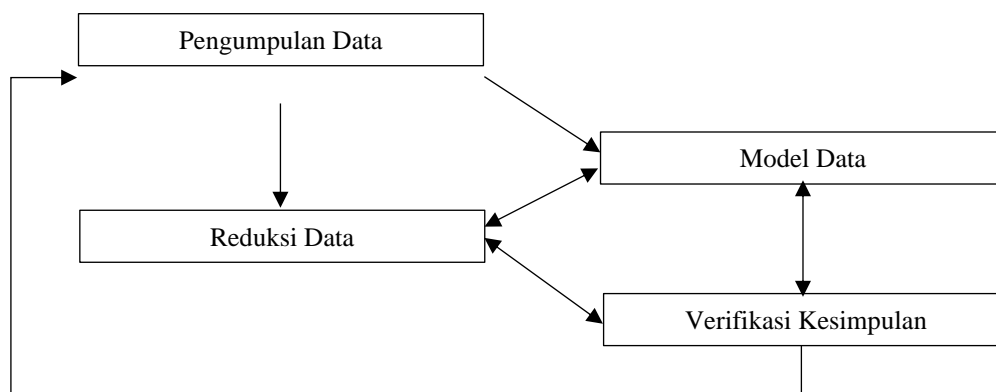 Pengumpulan Data
Model Data
Reduksi Data
Verifikasi Kesimpulan